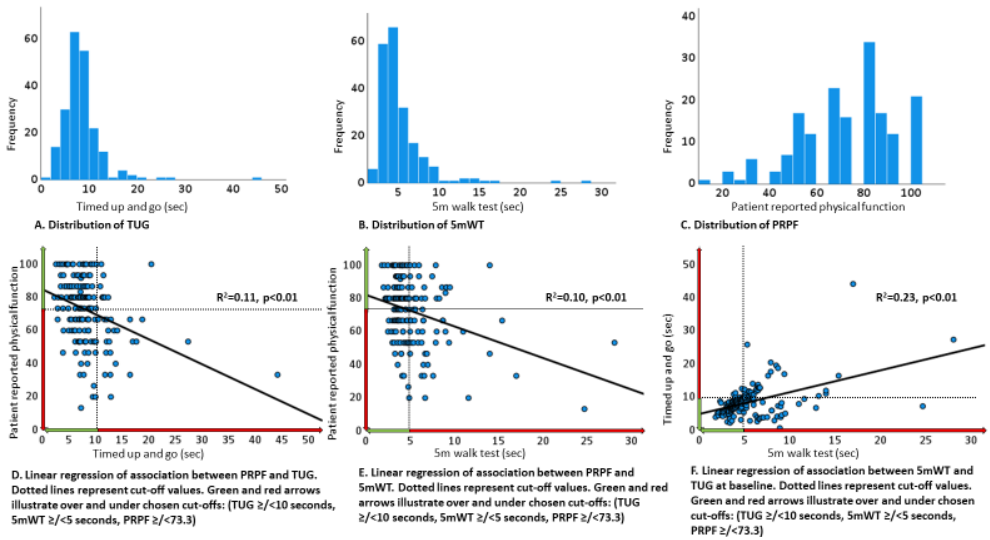 60
40
20
0
Frequency
0 10 20 30 40 50
Timed up and go (sec)
A. Distribution of TUG
60
40
20
0
Frequency
5 10 15 20 25 30
5m walk test (sec)
B. Distribution of 5mWT
40
30
20
10
0
Frequency
20 40 60 80 100
Patient reported physical function
C. Distribution of PRPF
100
80
60
40
20
0
Patient reported physical function
R²=0.11, p<0.01
0 5 10 15 20 25 30 35 40 45 50
Timed up and go (sec)
D. Linear regression of association between PRPF and TUG.
Dotted lines represent cut-off values. Green and red arrows
illustrate over and under chosen cut-offs: (TUG ≥/<10 seconds,
5mWT ≥/<5 seconds, PRPF ≥/<73.3)
100
80
60
40
20
0
Patient reported physical function
R²=0.10, p<0.01
0 5 10 15 20 25 30
5m walk test (sec)
E. Linear regression of association between PRPF and
5mWT. Dotted lines represent cut-off values. Green and red
arrows illustrate over and under chosen cut-offs: (TUG
≥/<10 seconds, 5mWT ≥/<5 seconds, PRPF ≥/<73.3)
50
40
30
20
10
0
Timed up and go (sec)
R²=0.23, p<0.01
0 5 10 15 20 25 30
5m walk test (sec)
F. Linear regression of association between 5mWT and
TUG at baseline. Dotted lines represent cut-off values.
Green and red arrows illustrate over and under chosen
cut-offs: (TUG ≥/<10 seconds, 5mWT ≥/<5 seconds,
PRPF ≥/<73.3)